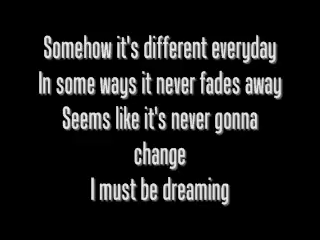 Somehow it's different everyday
In some ways it never fades away
Seems like it's never gonna
change
I must be dreaming